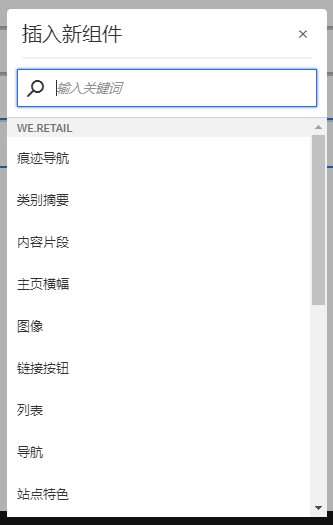 插入新组件
×
输入关键词
WE.RETAIL
痕迹导航
类别摘要
内容片段
主页横幅
图像
链接按钮
列表
导航
站点特色